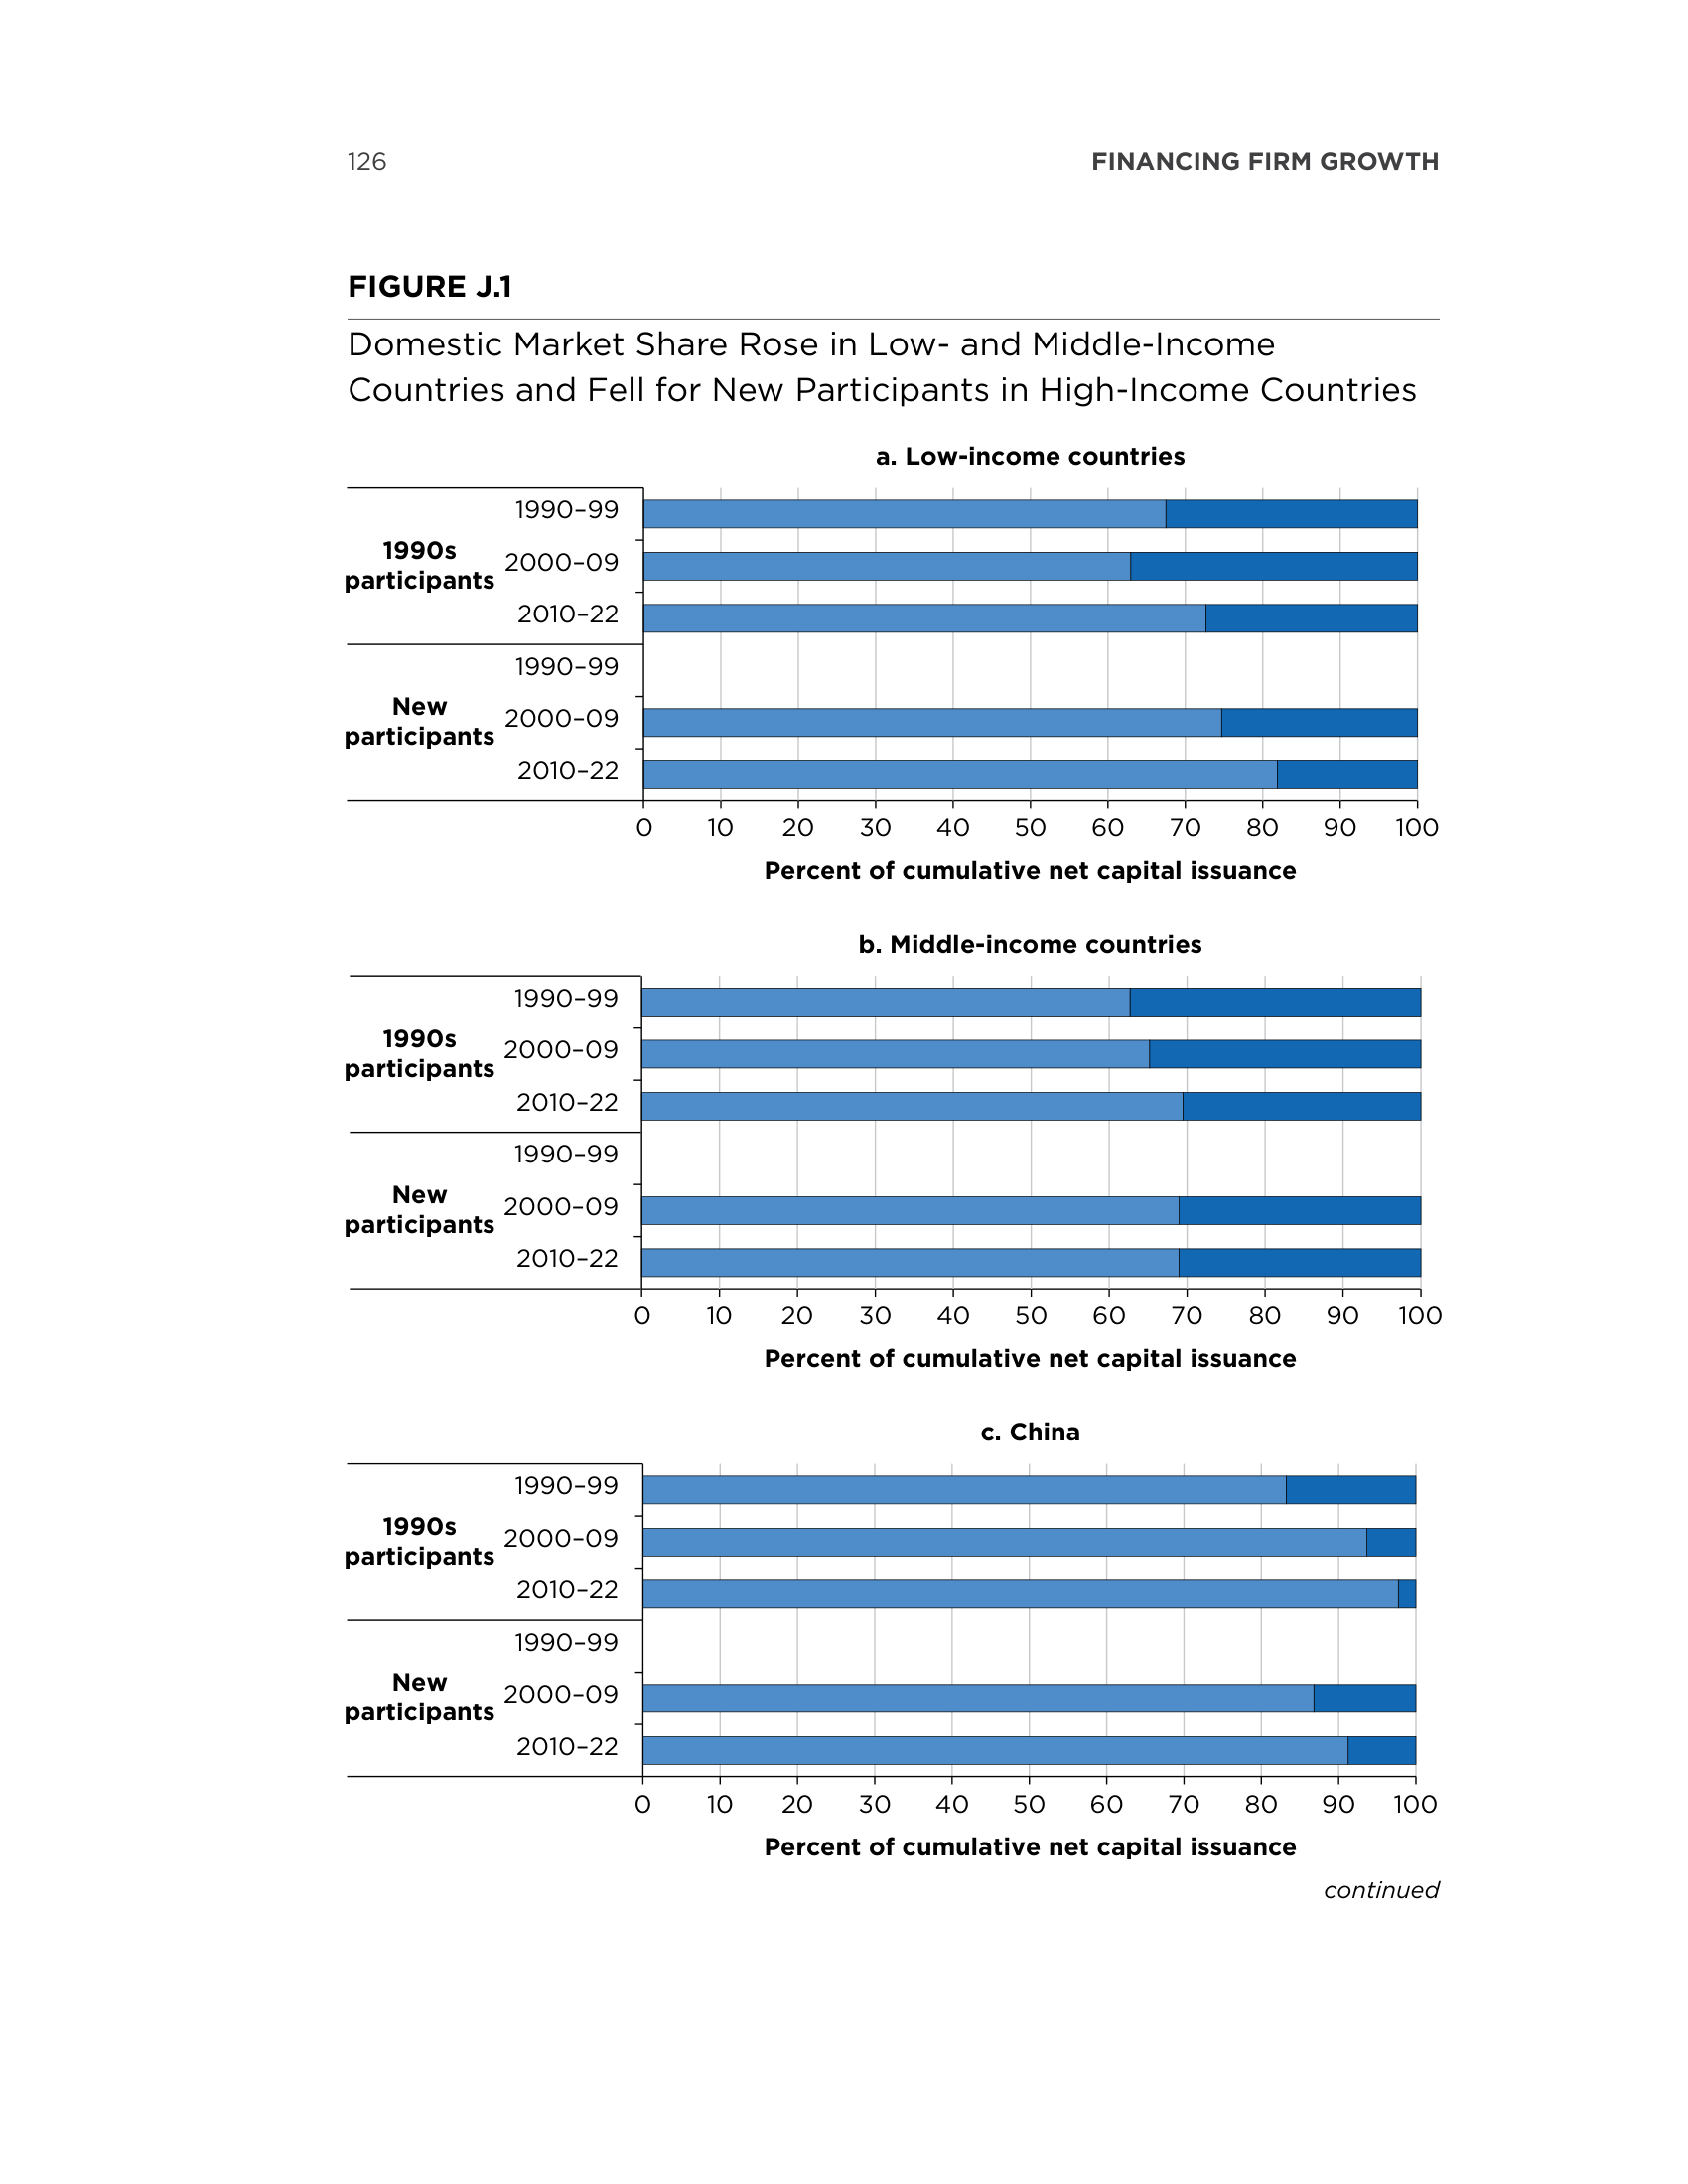 126
FINANCING FIRM GROWTH
FIGURE J.1
Domestic Market Share Rose in Low- and Middle-Income
Countries and Fell for New Participants in High-Income Countries
a. Low-income countries
1990s
participants
1990–99
2000–09
2010–22
New
participants
1990–99
2000–09
2010–22
0 10 20 30 40 50 60 70 80 90 100
Percent of cumulative net capital issuance
b. Middle-income countries
1990s
participants
1990–99
2000–09
2010–22
New
participants
1990–99
2000–09
2010–22
0 10 20 30 40 50 60 70 80 90 100
Percent of cumulative net capital issuance
c. China
1990s
participants
1990–99
2000–09
2010–22
New
participants
1990–99
2000–09
2010–22
0 10 20 30 40 50 60 70 80 90 100
Percent of cumulative net capital issuance
continued